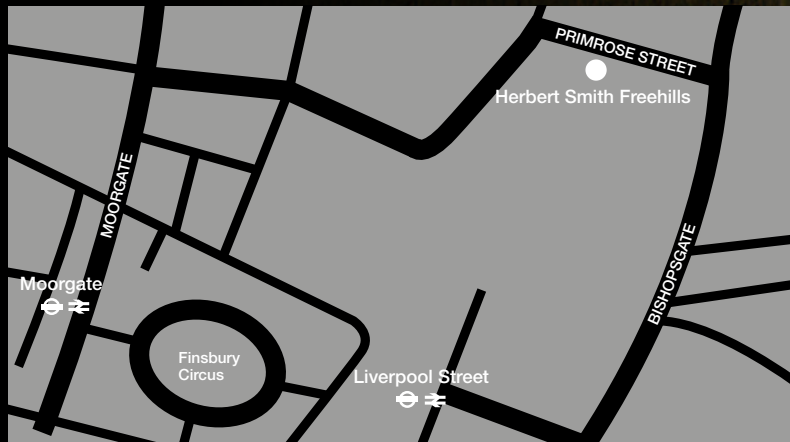 PRIMROSE STREET
Herbert Smith Freehills
MOORGATE
BISHOPSGATE
Moorgate
Finsbury
Circus
Liverpool Street